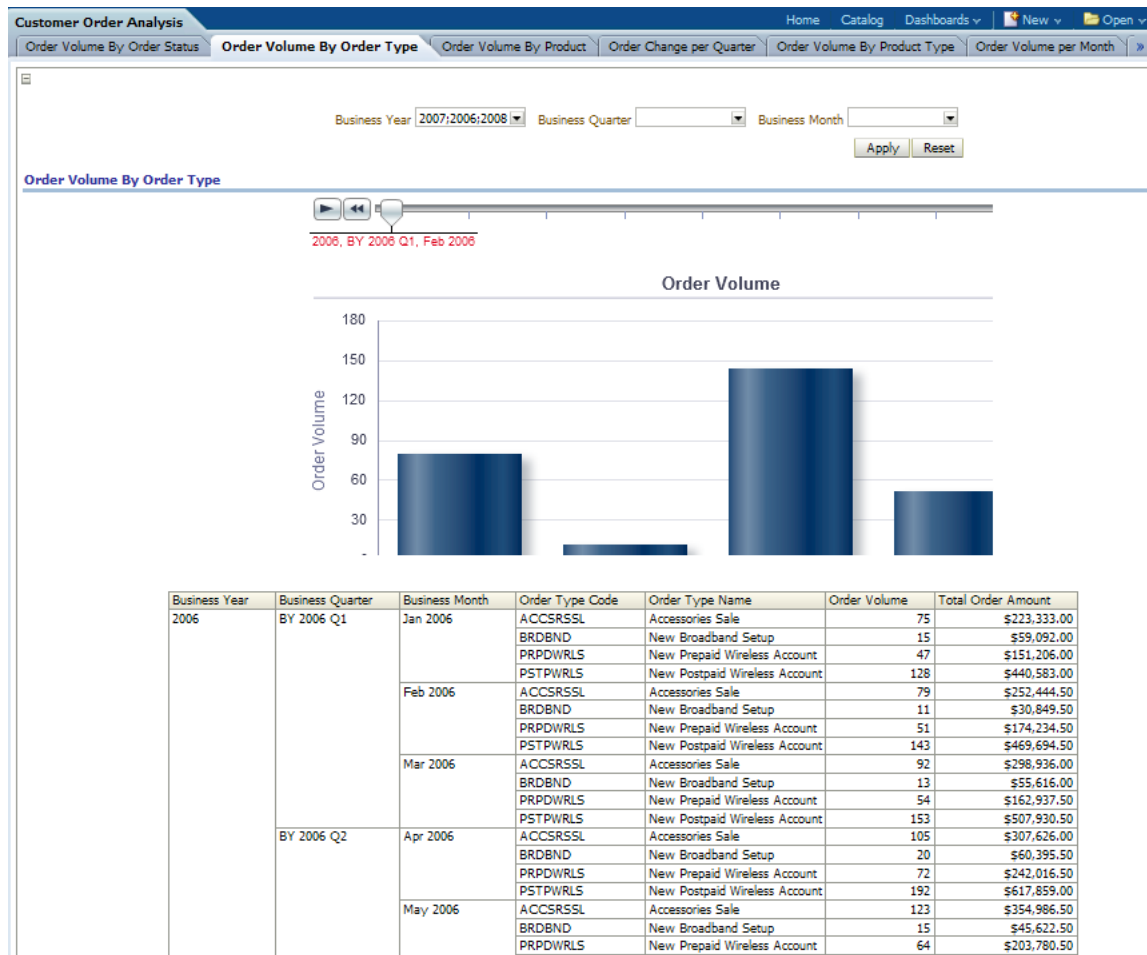 Customer Order Analysis Home Catalog Dashboards New Open
Order Volume By Order Status Order Volume By Order Type Order Volume By Product Order Change per Quarter Order Volume By Product Type Order Volume per Month »
Business Year 2007;2006;2008 Business Quarter Business Month
Apply Reset
Order Volume By Order Type
2006, BY 2006 Q1, Feb 2006
Order Volume
180
150
120
90
60
30
Order Volume
Business Year Business Quarter Business Month Order Type Code Order Type Name Order Volume Total Order Amount
2006 BY 2006 Q1 Jan 2006 ACCSRSSL Accessories Sale 75 $223,333.00
BRDBND New Broadband Setup 15 $59,092.00
PRPDWRLS New Prepaid Wireless Account 47 $151,206.00
PSTPWRLS New Postpaid Wireless Account 128 $440,583.00
Feb 2006 ACCSRSSL Accessories Sale 79 $252,444.50
BRDBND New Broadband Setup 11 $30,849.50
PRPDWRLS New Prepaid Wireless Account 51 $174,234.50
PSTPWRLS New Postpaid Wireless Account 143 $469,694.50
Mar 2006 ACCSRSSL Accessories Sale 92 $298,936.00
BRDBND New Broadband Setup 13 $55,616.00
PRPDWRLS New Prepaid Wireless Account 54 $162,937.50
PSTPWRLS New Postpaid Wireless Account 153 $507,930.50
BY 2006 Q2 Apr 2006 ACCSRSSL Accessories Sale 105 $307,626.00
BRDBND New Broadband Setup 20 $60,395.50
PRPDWRLS New Prepaid Wireless Account 72 $242,016.50
PSTPWRLS New Postpaid Wireless Account 192 $617,859.00
May 2006 ACCSRSSL Accessories Sale 123 $354,986.50
BRDBND New Broadband Setup 15 $45,622.50
PRPDWRLS New Prepaid Wireless Account 64 $203,780.50